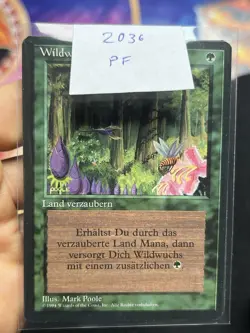 2036
PF
Land verzaubern
Erhältst Du durch das
verzauberte Land Mana, dann
versorgt Dich Wildwuchs
mit einem zusätzlichen
Illus. Mark Poole